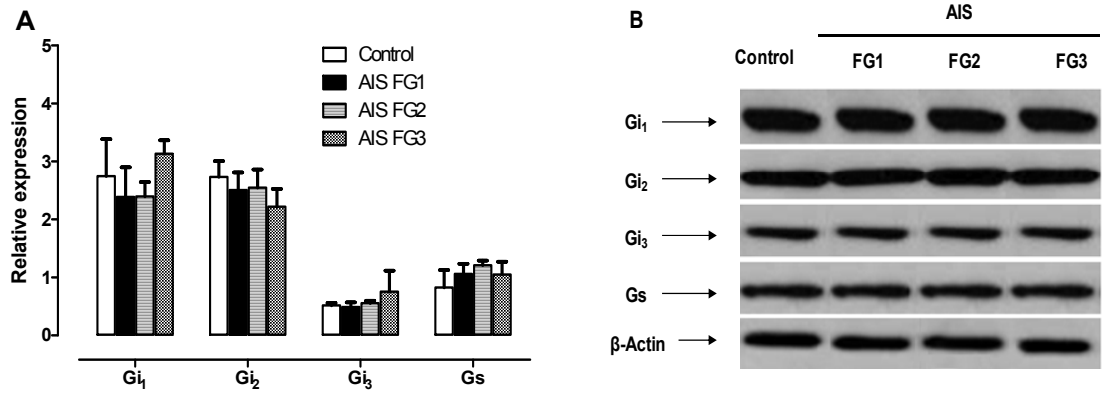 A
Relative expression
5
4
3
2
1
0
Control
AIS FG1
AIS FG2
AIS FG3
Gi₁
Gi₂
Gi₃
Gs
B
AIS
Control FG1 FG2 FG3
Gi₁
Gi₂
Gi₃
Gs
β-Actin